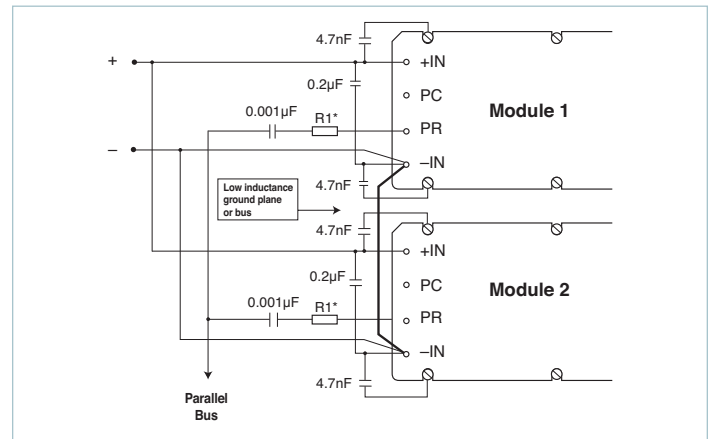 4.7nF
+
+IN
0.2µF
PC
Module 1
0.001µF
R1*
PR
–
–IN
4.7nF
Low inductance
ground plane
or bus
4.7nF
+IN
0.2µF
PC
Module 2
0.001µF
R1*
PR
–IN
4.7nF
Parallel
Bus